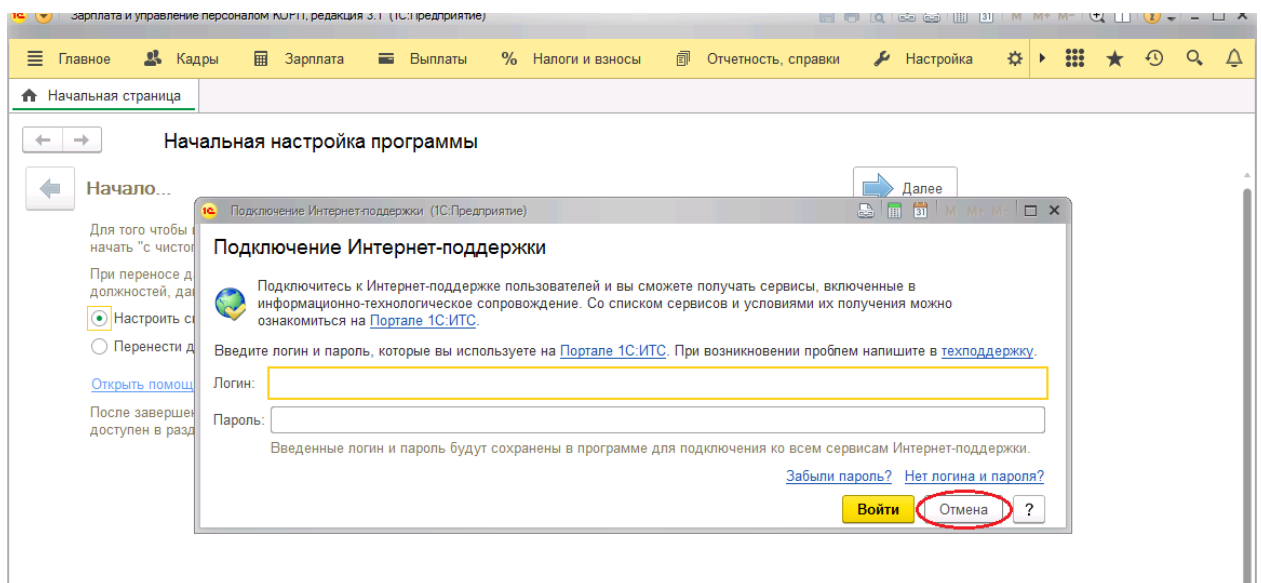 Зарплата и управление персоналом КОРП, редакция 3.1 (1С:Предприятие)
31 M M+ M-
Главное Кадры Зарплата Выплаты % Налоги и взносы Отчетность, справки Настройка
Начальная страница
Начальная настройка программы
Начало...
Далее
Подключение Интернет-поддержки (1С:Предприятие)
31 M M+ M-
Для того чтобы
начать "с чистог
При переносе д
должностей, да
Настроить с
Перенести д
Открыть помощ
После завершен
доступен в разд
Подключение Интернет-поддержки
Подключитесь к Интернет-поддержке пользователей и вы сможете получать сервисы, включенные в
информационно-технологическое сопровождение. Со списком сервисов и условиями их получения можно
ознакомиться на Портале 1С:ИТС.
Введите логин и пароль, которые вы используете на Портале 1С:ИТС. При возникновении проблем напишите в техподдержку.
Логин:
Пароль:
Введенные логин и пароль будут сохранены в программе для подключения ко всем сервисам Интернет-поддержки.
Забыли пароль? Нет логина и пароля?
Войти Отмена ?